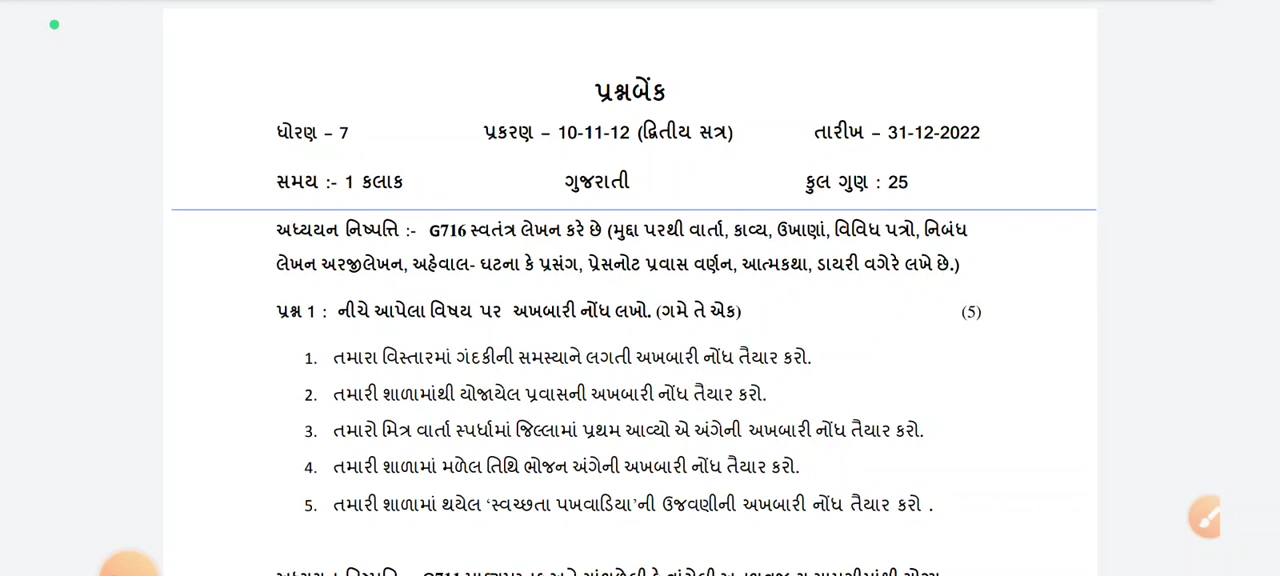 પ્રશ્નબેંક
ધોરણ – 7 પ્રકરણ – 10-11-12 (દ્વિતીય સત્ર) તારીખ – 31-12-2022
સમય :- 1 કલાક ગુજરાતી કુલ ગુણ : 25
અધ્યયન નિષ્પત્તિ :- G716 સ્વતંત્ર લેખન કરે છે (મુદ્દા પરથી વાર્તા, કાવ્ય, ઉખાણાં, વિવિધ પત્રો, નિબંધ
લેખન અરજીલેખન, અહેવાલ- ઘટના કે પ્રસંગ, પ્રેસનોટ પ્રવાસ વર્ણન, આત્મકથા, ડાયરી વગેરે લખે છે.)
પ્રશ્ન 1 : નીચે આપેલા વિષય પર અખબારી નોંધ લખો. (ગમે તે એક) (5)
1. તમારા વિસ્તારમાં ગંદકીની સમસ્યાને લગતી અખબારી નોંધ તૈયાર કરો.
2. તમારી શાળામાંથી યોજાયેલ પ્રવાસની અખબારી નોંધ તૈયાર કરો.
3. તમારો મિત્ર વાર્તા સ્પર્ધામાં જિલ્લામાં પ્રથમ આવ્યો એ અંગેની અખબારી નોંધ તૈયાર કરો.
4. તમારી શાળામાં મળેલ તિથિ ભોજન અંગેની અખબારી નોંધ તૈયાર કરો.
5. તમારી શાળામાં થયેલ ‘સ્વચ્છતા પખવાડિયા’ની ઉજવણીની અખબારી નોંધ તૈયાર કરો .